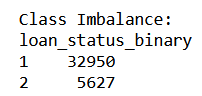 Class Imbalance:
loan_status_binary
1    32950
2     5627